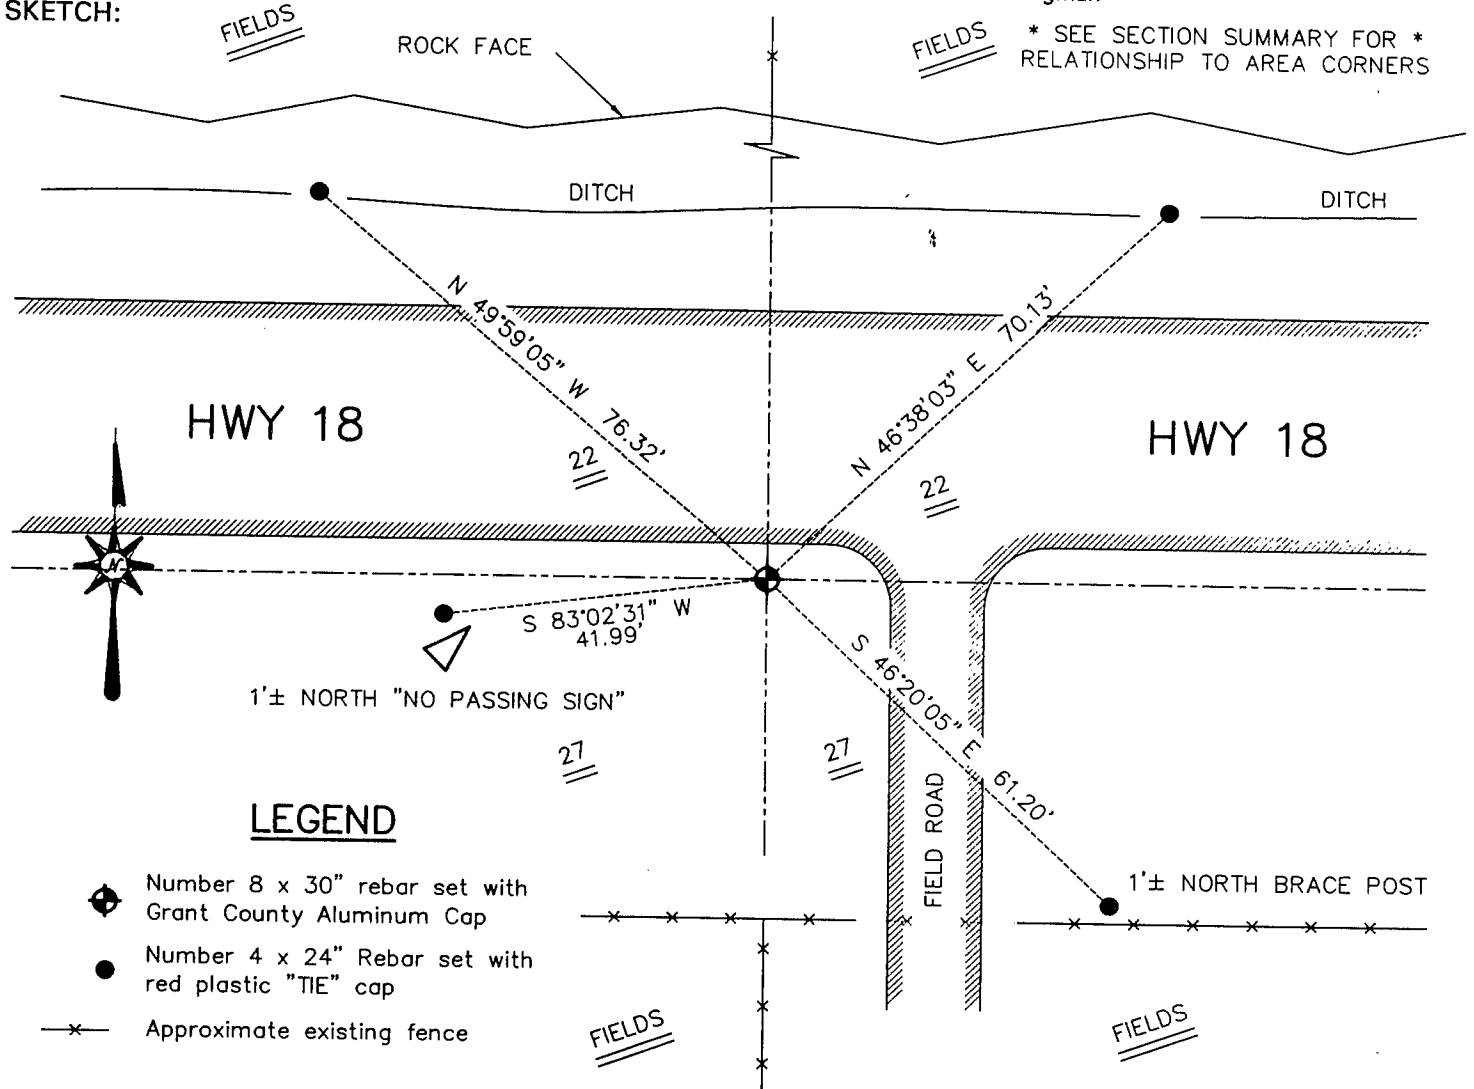 SKETCH:
FIELDS
ROCK FACE
FIELDS
* SEE SECTION SUMMARY FOR *
RELATIONSHIP TO AREA CORNERS
DITCH
DITCH
N 49°59'05" W 76.32'
N 46°38'03" E 70.13'
HWY 18
HWY 18
22
22
N
S 83°02'31" W
41.99'
S 46°20'05" E 61.20'
1'± NORTH "NO PASSING SIGN"
27
27
FIELD ROAD
1'± NORTH BRACE POST
LEGEND
Number 8 x 30" rebar set with
Grant County Aluminum Cap
Number 4 x 24" Rebar set with
red plastic "TIE" cap
Approximate existing fence
FIELDS
FIELDS